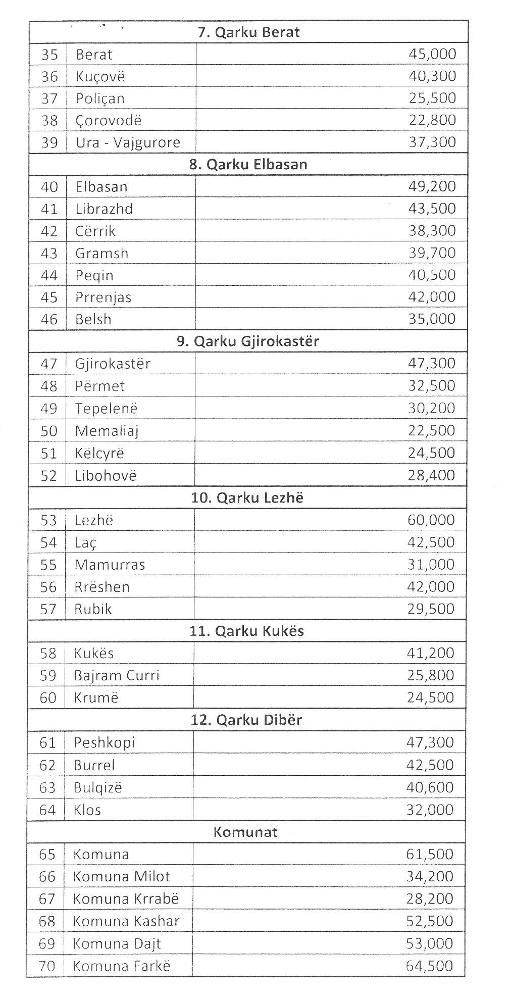 7. Qarku Berat
35 Berat 45,000
36 Kuçovë 40,300
37 Poliçan 25,500
38 Çorovodë 22,800
39 Ura - Vajgurore 37,300
8. Qarku Elbasan
40 Elbasan 49,200
41 Librazhd 43,500
42 Cërrik 38,300
43 Gramsh 39,700
44 Peqin 40,500
45 Prrenjas 42,000
46 Belsh 35,000
9. Qarku Gjirokastër
47 Gjirokastër 47,300
48 Përmet 32,500
49 Tepelenë 30,200
50 Memaliaj 22,500
51 Këlcyrë 24,500
52 Libohovë 28,400
10. Qarku Lezhë
53 Lezhë 60,000
54 Laç 42,500
55 Mamurras 31,000
56 Rrëshen 42,000
57 Rubik 29,500
11. Qarku Kukës
58 Kukës 41,200
59 Bajram Curri 25,800
60 Krumë 24,500
12. Qarku Dibër
61 Peshkopi 47,300
62 Burrel 42,500
63 Bulqizë 40,600
64 Klos 32,000
Komunat
65 Komuna 61,500
66 Komuna Milot 34,200
67 Komuna Krrabë 28,200
68 Komuna Kashar 52,500
69 Komuna Dajt 53,000
70 Komuna Farkë 64,500